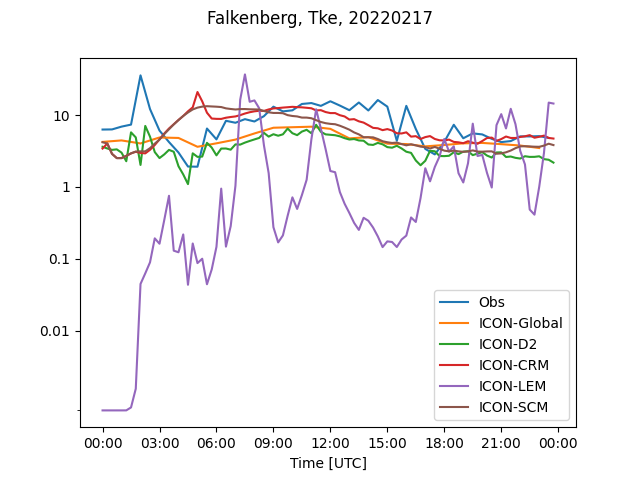 Falkenberg, Tke, 20220217
10
1
0.1
0.01
Obs
ICON-Global
ICON-D2
ICON-CRM
ICON-LEM
ICON-SCM
00:00 03:00 06:00 09:00 12:00 15:00 18:00 21:00 00:00
Time [UTC]